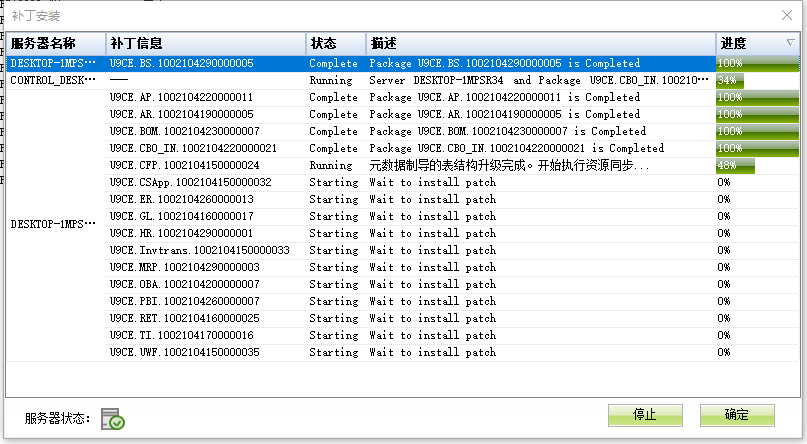 补丁安装
服务器名称 补丁信息 状态 描述 进度
DESKTOP-1MPS··· U9CE.BS.1002104290000005 Complete Package U9CE.BS.1002104290000005 is Completed 100%
CONTROL_DESK··· —— Running Server DESKTOP-1MPSR34 and Package U9CE.CBO_IN.100210··· 34%
U9CE.AP.1002104220000011 Complete Package U9CE.AP.1002104220000011 is Completed 100%
U9CE.AR.1002104190000005 Complete Package U9CE.AR.1002104190000005 is Completed 100%
U9CE.BOM.1002104230000007 Complete Package U9CE.BOM.1002104230000007 is Completed 100%
U9CE.CBO_IN.1002104220000021 Complete Package U9CE.CBO_IN.1002104220000021 is Completed 100%
U9CE.CFP.1002104150000024 Running 元数据制导的表结构升级完成。开始执行资源同步... 48%
U9CE.CSApp.1002104150000032 Starting Wait to install patch 0%
U9CE.ER.1002104260000013 Starting Wait to install patch 0%
U9CE.GL.1002104160000017 Starting Wait to install patch 0%
DESKTOP-1MPS··· U9CE.HR.1002104290000001 Starting Wait to install patch 0%
U9CE.Invtrans.1002104150000033 Starting Wait to install patch 0%
U9CE.MRP.1002104290000003 Starting Wait to install patch 0%
U9CE.OBA.1002104200000007 Starting Wait to install patch 0%
U9CE.PBI.1002104260000007 Starting Wait to install patch 0%
U9CE.RET.1002104160000025 Starting Wait to install patch 0%
U9CE.TI.1002104170000016 Starting Wait to install patch 0%
U9CE.UWF.1002104150000035 Starting Wait to install patch 0%
服务器状态： 停止 确定